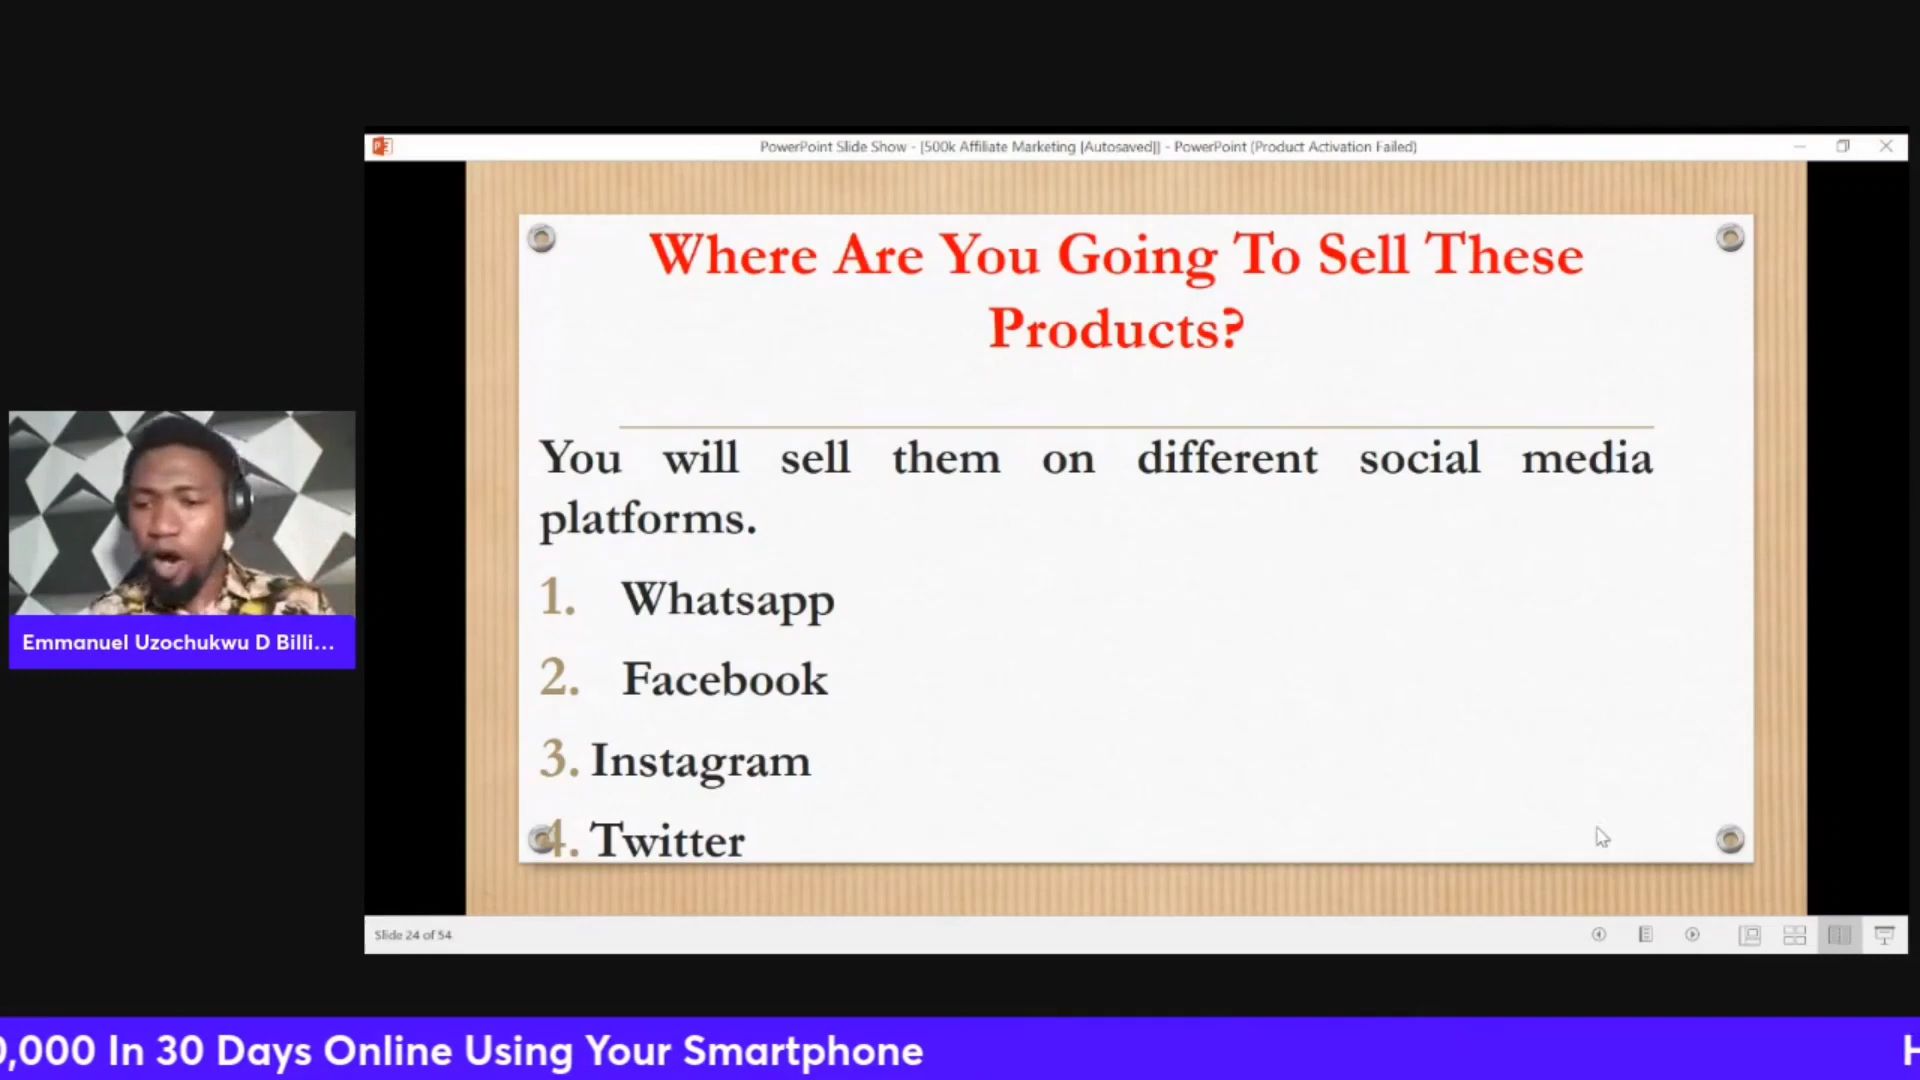 PowerPoint Slide Show - [500k Affiliate Marketing [Autosaved]] - PowerPoint (Product Activation Failed)
Where Are You Going To Sell These
Products?
You will sell them on different social media
platforms.
1. Whatsapp
2. Facebook
3. Instagram
4. Twitter
Emmanuel Uzochukwu D Billi...
Slide 24 of 54
0,000 In 30 Days Online Using Your Smartphone
H